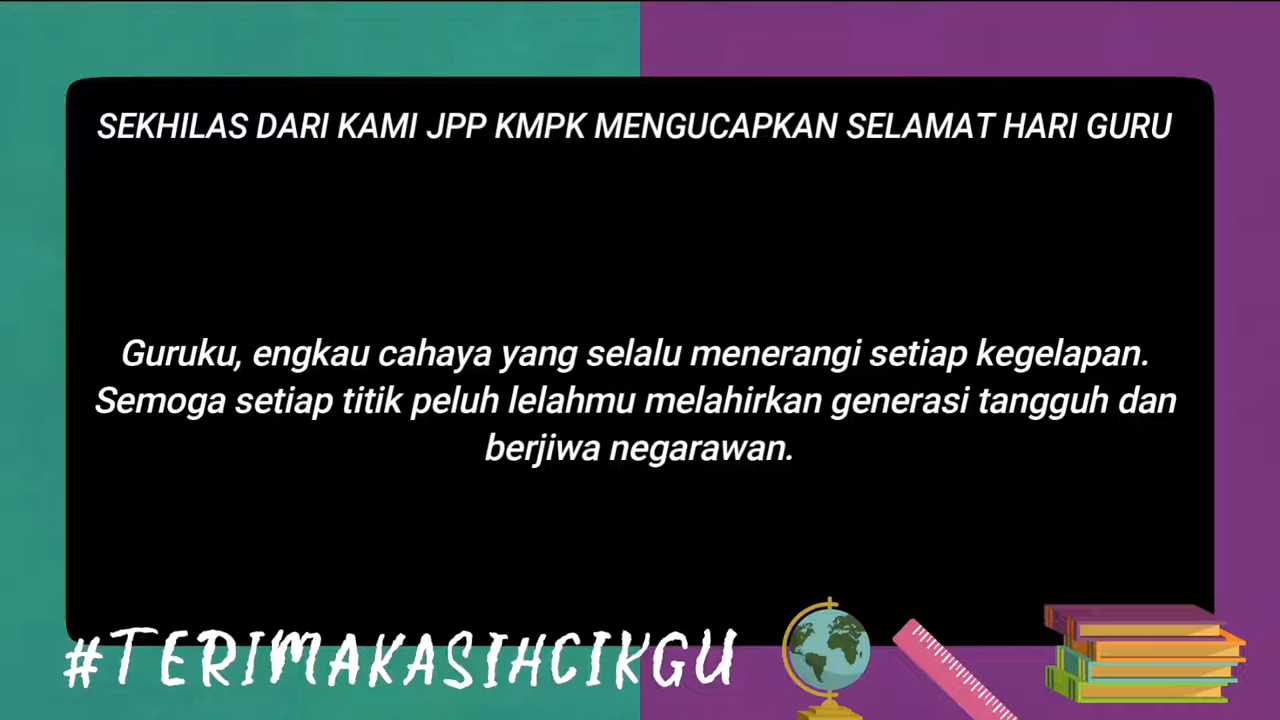 SEKHILAS DARI KAMI JPP KMPK MENGUCAPKAN SELAMAT HARI GURU
Guruku, engkau cahaya yang selalu menerangi setiap kegelapan.
Semoga setiap titik peluh lelahmu melahirkan generasi tangguh dan
berjiwa negarawan.
#TERIMAKASIHCIKGU